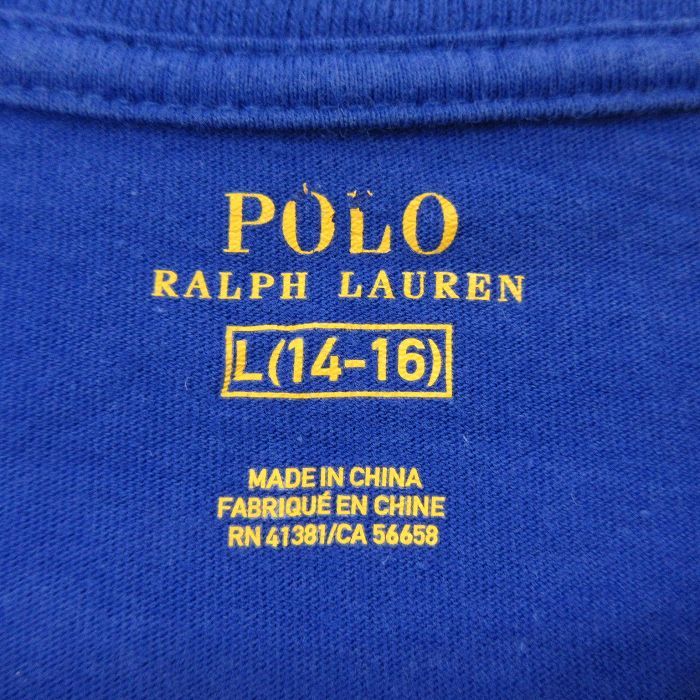 POLO
RALPH LAUREN
L(14-16)
MADE IN CHINA
FABRIQUÉ EN CHINE
RN 41381/CA 56658